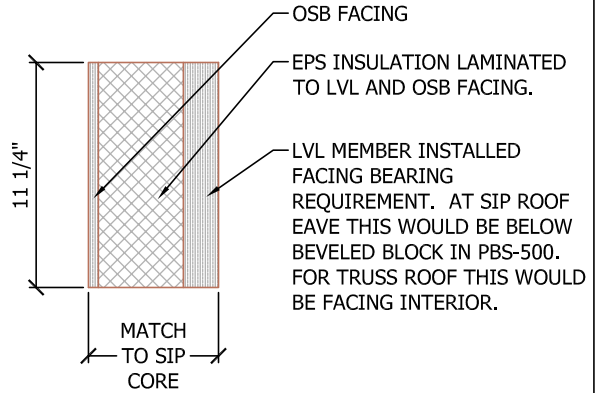 OSB FACING
EPS INSULATION LAMINATED
TO LVL AND OSB FACING.
LVL MEMBER INSTALLED
FACING BEARING
REQUIREMENT. AT SIP ROOF
EAVE THIS WOULD BE BELOW
BEVELED BLOCK IN PBS-500.
FOR TRUSS ROOF THIS WOULD
BE FACING INTERIOR.
11 1/4"
MATCH
TO SIP
CORE